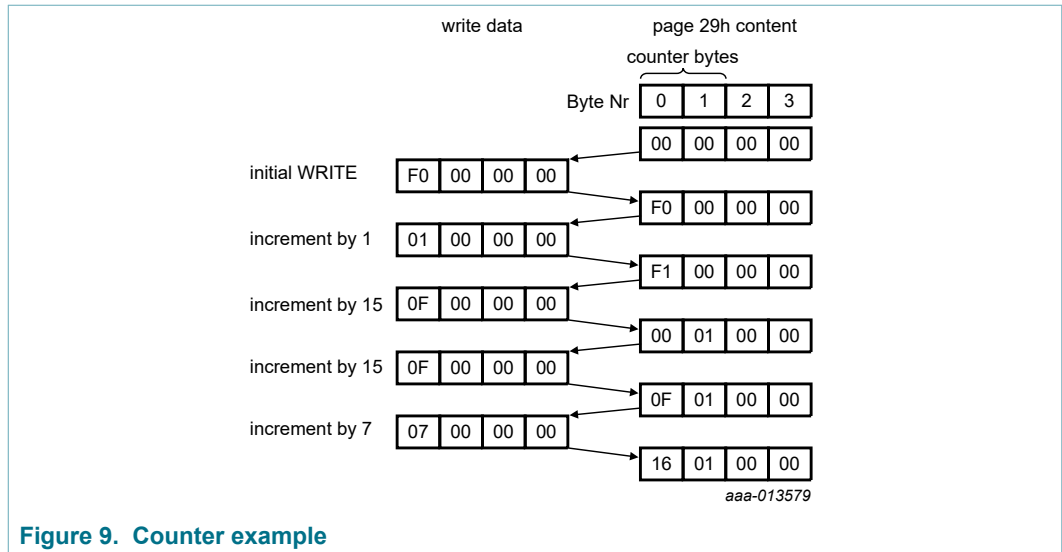 write data page 29h content
counter bytes
Byte Nr 0 1 2 3
00 00 00 00
initial WRITE F0 00 00 00
F0 00 00 00
increment by 1 01 00 00 00
F1 00 00 00
increment by 15 0F 00 00 00
00 01 00 00
increment by 15 0F 00 00 00
0F 01 00 00
increment by 7 07 00 00 00
16 01 00 00
aaa-013579
Figure 9. Counter example